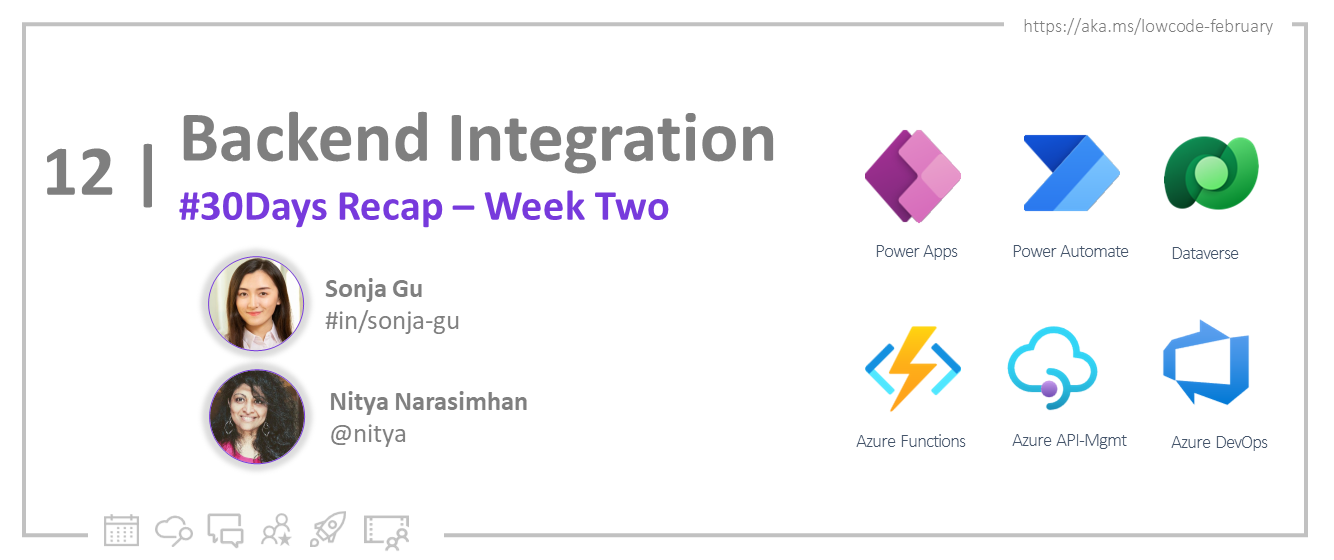 https://aka.ms/lowcode-february
12 |
Backend Integration
#30Days Recap – Week Two
Sonja Gu
#in/sonja-gu
Nitya Narasimhan
@nitya
Power Apps
Power Automate
Dataverse
Azure Functions
Azure API-Mgmt
Azure DevOps